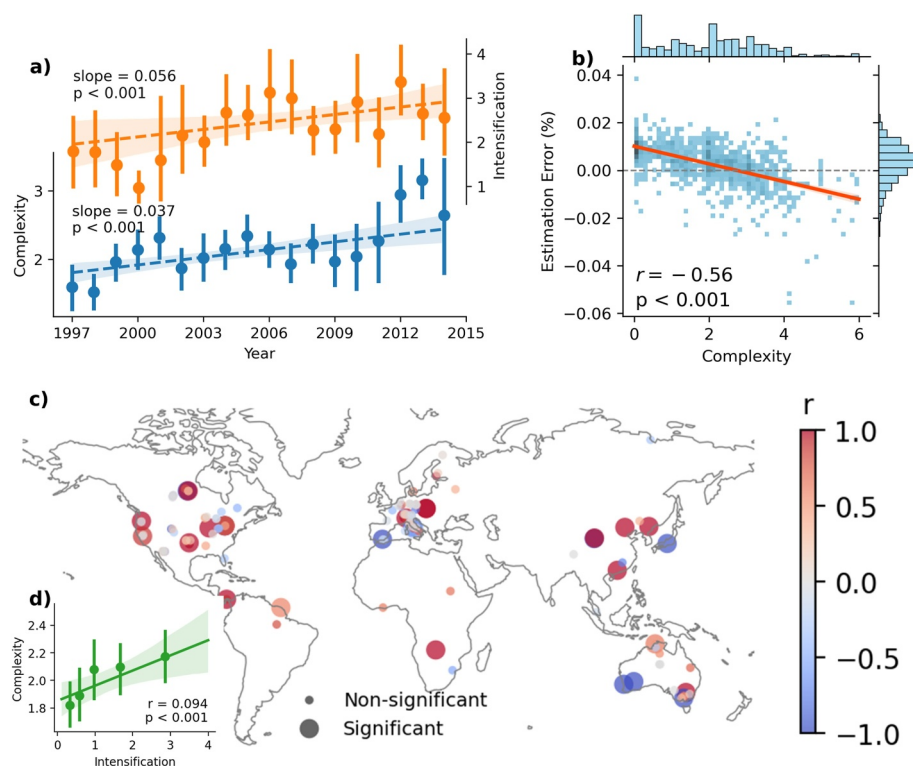 a)
slope = 0.056
p < 0.001
4
3
2
1
Intensification
slope = 0.037
p < 0.001
3
2
Complexity
1997
2000
2003
2006
2009
2012
2015
Year
b)
0.04
0.02
0.00
−0.02
−0.04
−0.06
Estimation Error (%)
r = − 0.56
p < 0.001
0
2
4
6
Complexity
c)
r
1.0
0.5
0.0
−0.5
−1.0
Non-significant
Significant
d)
2.4
2.2
2.0
1.8
Complexity
r = 0.094
p < 0.001
0
1
2
3
4
Intensification